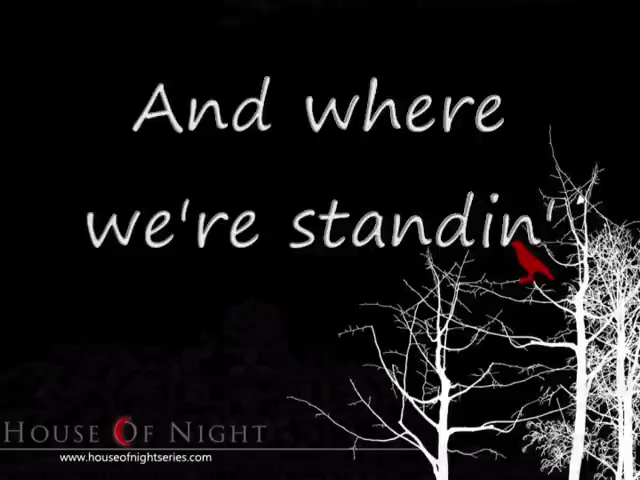 And where
we're standin'
HOUSE OF NIGHT
www.houseofnightseries.com